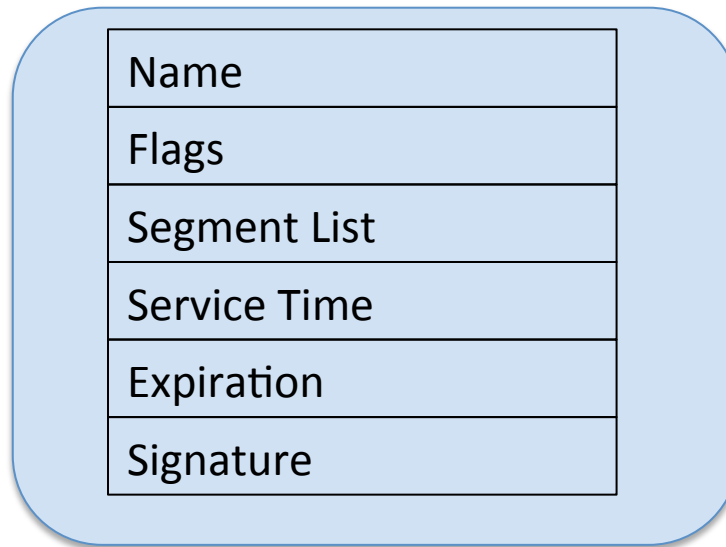 Name
Flags
Segment List
Service Time
Expiration
Signature